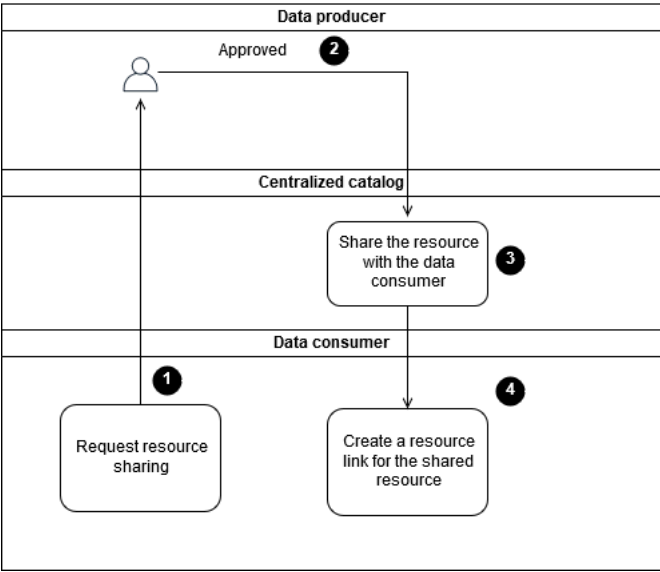 Data producer
Approved
2
Centralized catalog
Share the resource
with the data
consumer
3
Data consumer
1
4
Request resource
sharing
Create a resource
link for the shared
resource